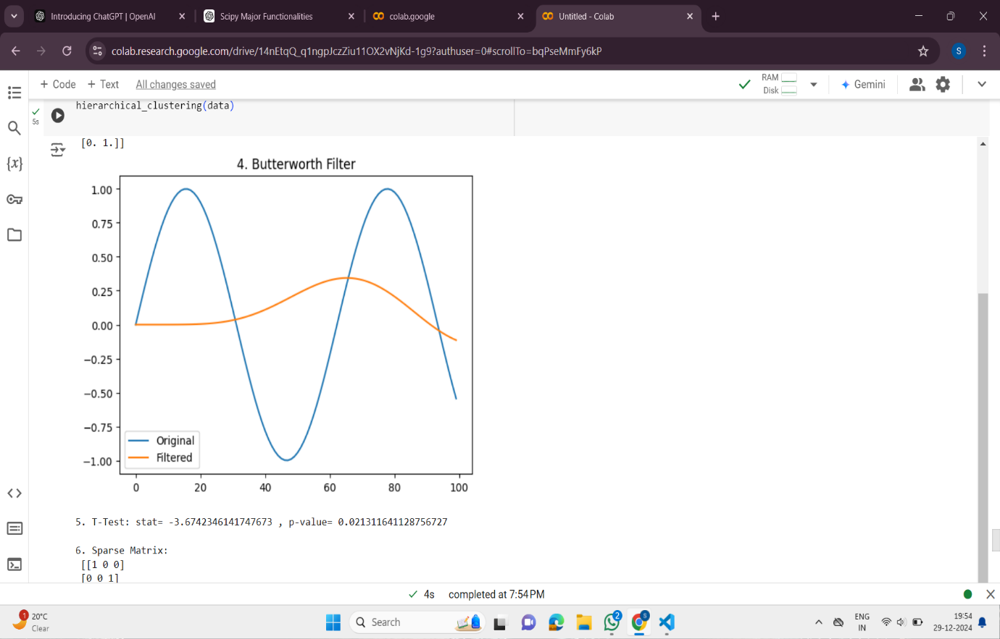 Introducing ChatGPT | OpenAI
Scipy Major Functionalities
colab.google
Untitled - Colab
colab.research.google.com/drive/14nEtqQ_q1ngpJczZiu11OX2vNjKd-1g9?authuser=0#scrollTo=bqPseMmFy6kP
S
+ Code + Text All changes saved
RAM
Disk
Gemini
hierarchical_clustering(data)
5s
{x}
[0. 1.]]
4. Butterworth Filter
1.00
0.75
0.50
0.25
0.00
−0.25
−0.50
−0.75
−1.00
Original
Filtered
0 20 40 60 80 100
5. T-Test: stat= -3.6742346141747673 , p-value= 0.021311641128756727
6. Sparse Matrix:
[[1 0 0]
[0 0 1]
4s completed at 7:54 PM
1
20°C
Clear
Search
2
S
ENG
IN
19:54
29-12-2024